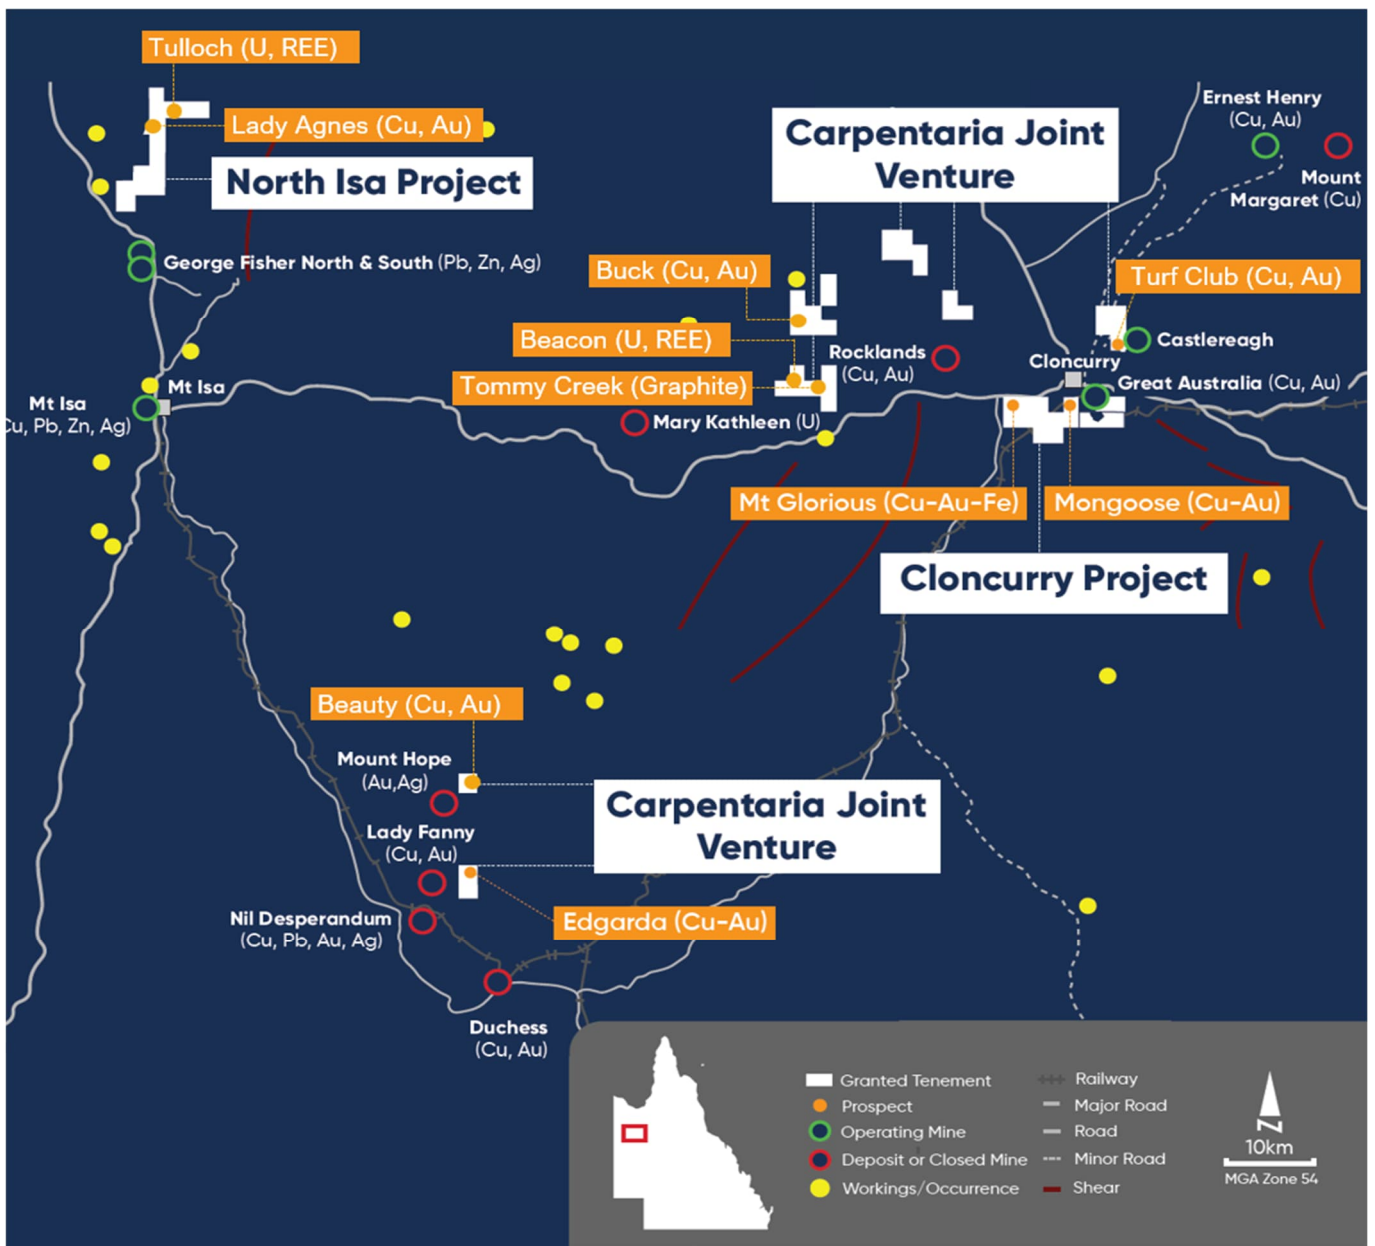 Tulloch (U, REE)
Lady Agnes (Cu, Au)
North Isa Project
George Fisher North & South (Pb, Zn, Ag)
Mt Isa
Mt Isa
Cu, Pb, Zn, Ag)
Carpentaria Joint
Venture
Ernest Henry
(Cu, Au)
Mount
Margaret (Cu)
Buck (Cu, Au)
Turf Club (Cu, Au)
Beacon (U, REE)
Castlereagh
Rocklands
(Cu, Au)
Cloncurry
Tommy Creek (Graphite)
Great Australia (Cu, Au)
Mary Kathleen (U)
Mt Glorious (Cu-Au-Fe)
Mongoose (Cu-Au)
Cloncurry Project
Beauty (Cu, Au)
Mount Hope
(Au,Ag)
Carpentaria Joint
Venture
Lady Fanny
(Cu, Au)
Nil Desperandum
(Cu, Pb, Au, Ag)
Edgarda (Cu-Au)
Duchess
(Cu, Au)
Granted Tenement
Prospect
Operating Mine
Deposit or Closed Mine
Workings/Occurrence
Railway
Major Road
Road
Minor Road
Shear
N
10km
MGA Zone 54